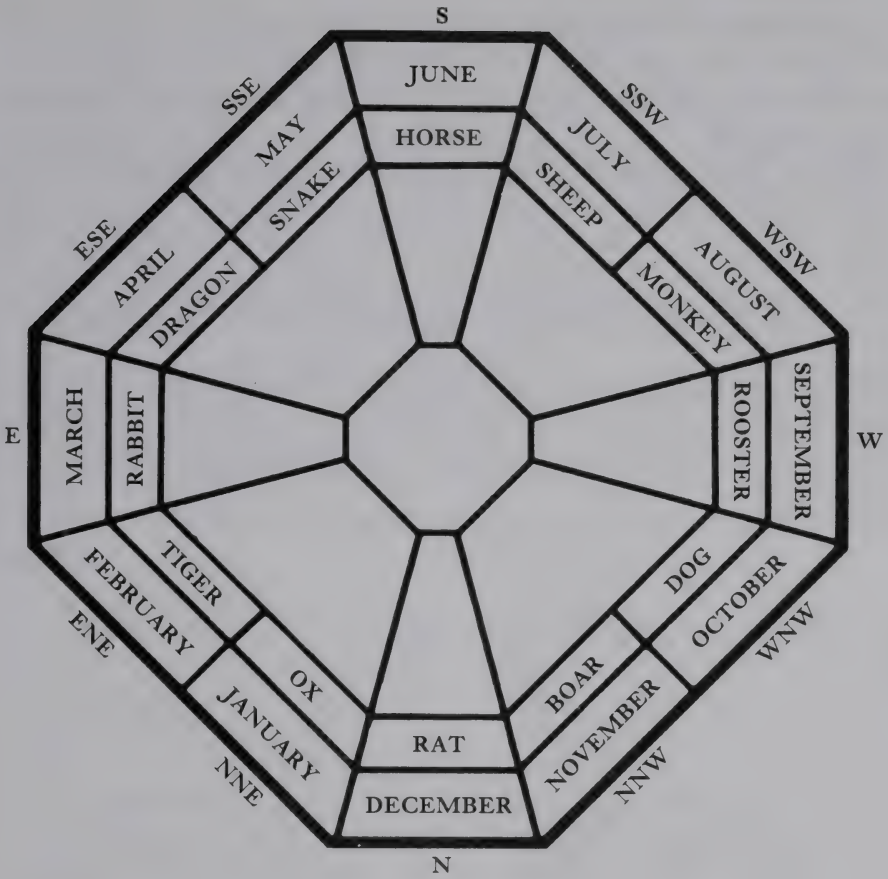 S
JUNE
HORSE
SSW
JULY
SHEEP
WSW
AUGUST
MONKEY
W
SEPTEMBER
ROOSTER
WNW
OCTOBER
DOG
NNW
NOVEMBER
BOAR
N
DECEMBER
RAT
NNE
JANUARY
OX
ENE
FEBRUARY
TIGER
E
MARCH
RABBIT
ESE
APRIL
DRAGON
SSE
MAY
SNAKE